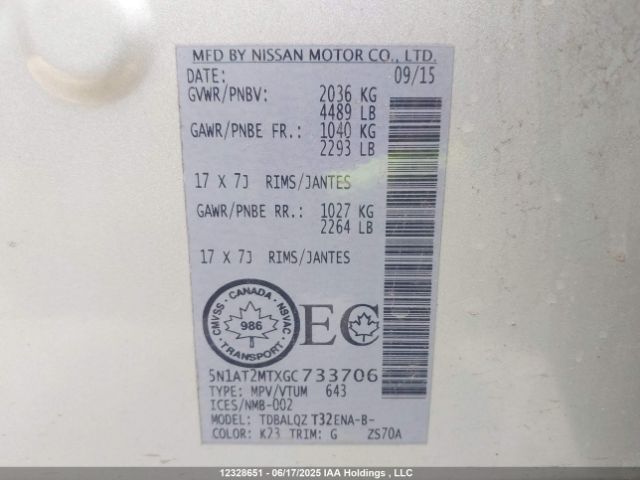 MFD BY NISSAN MOTOR CO., LTD.
DATE: 09/15
GVWR/PNBV: 2036 KG
4489 LB
GAWR/PNBE FR.: 1040 KG
2293 LB
17 X 7J RIMS/JANTES
GAWR/PNBE RR.: 1027 KG
2264 LB
17 X 7J RIMS/JANTES
CANADA
CMVSS NSVAC
986
EC
5N1AT2MTXGC733706
TYPE: MPV/VTUM 643
ICES/NMB-002
MODEL: TDBALQZ T32ENA-B-
COLOR: K23 TRIM: G ZS70A
12328651 - 06/17/2025 IAA Holdings, LLC